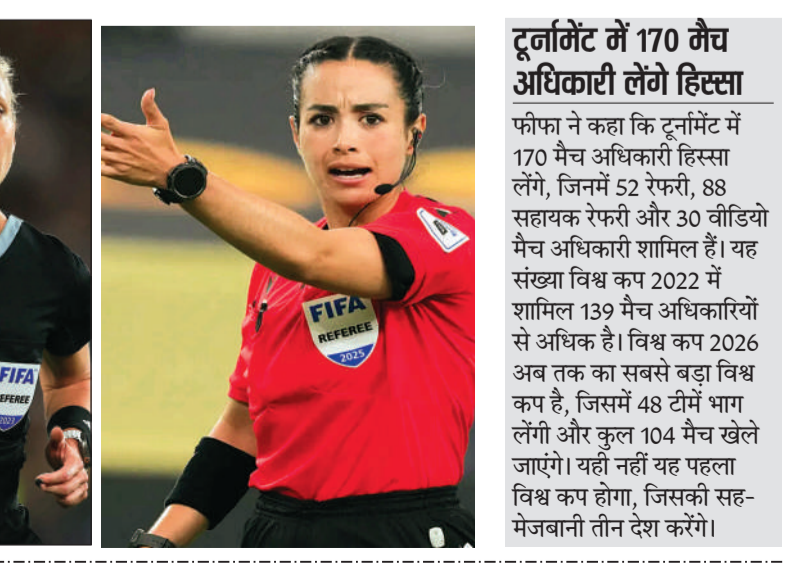 FIFA
REFEREE
2025
टूर्नामेंट में 170 मैच
अधिकारी लेंगे हिस्सा
फीफा ने कहा कि टूर्नामेंट में
170 मैच अधिकारी हिस्सा
लेंगे, जिनमें 52 रेफरी, 88
सहायक रेफरी और 30 वीडियो
मैच अधिकारी शामिल हैं। यह
संख्या विश्व कप 2022 में
शामिल 139 मैच अधिकारियों
से अधिक है। विश्व कप 2026
अब तक का सबसे बड़ा विश्व
कप है, जिसमें 48 टीमें भाग
लेंगी और कुल 104 मैच खेले
जाएंगे। यही नहीं यह पहला
विश्व कप होगा, जिसकी सह-
मेजबानी तीन देश करेंगे।